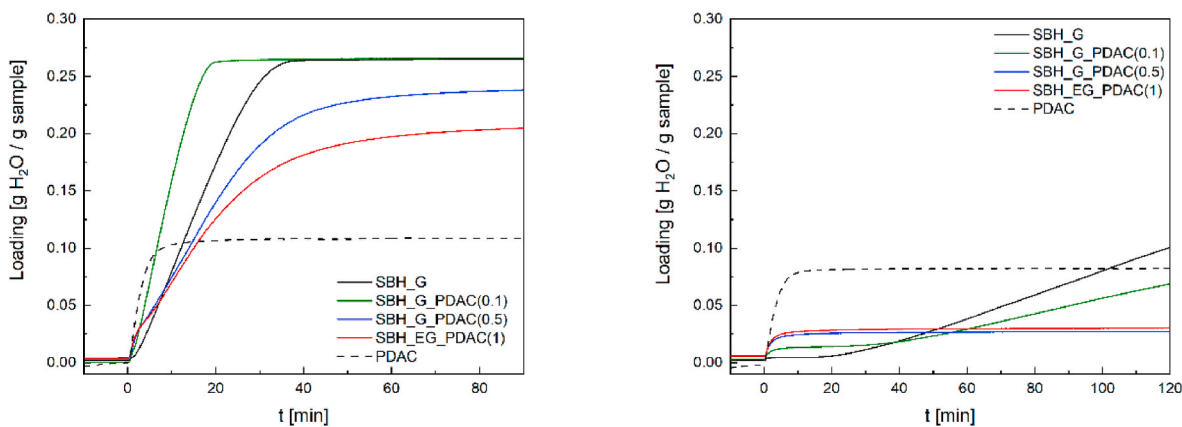 0.30
0.25
0.20
0.15
0.10
0.05
0.00
Loading [g H₂O / g sample]
SBH_G
SBH_G_PDAC(0.1)
SBH_G_PDAC(0.5)
SBH_EG_PDAC(1)
PDAC
0 20 40 60 80
t [min]
0.30
0.25
0.20
0.15
0.10
0.05
0.00
Loading [g H₂O / g sample]
SBH_G
SBH_G_PDAC(0.1)
SBH_G_PDAC(0.5)
SBH_EG_PDAC(1)
PDAC
0 20 40 60 80 100 120
t [min]